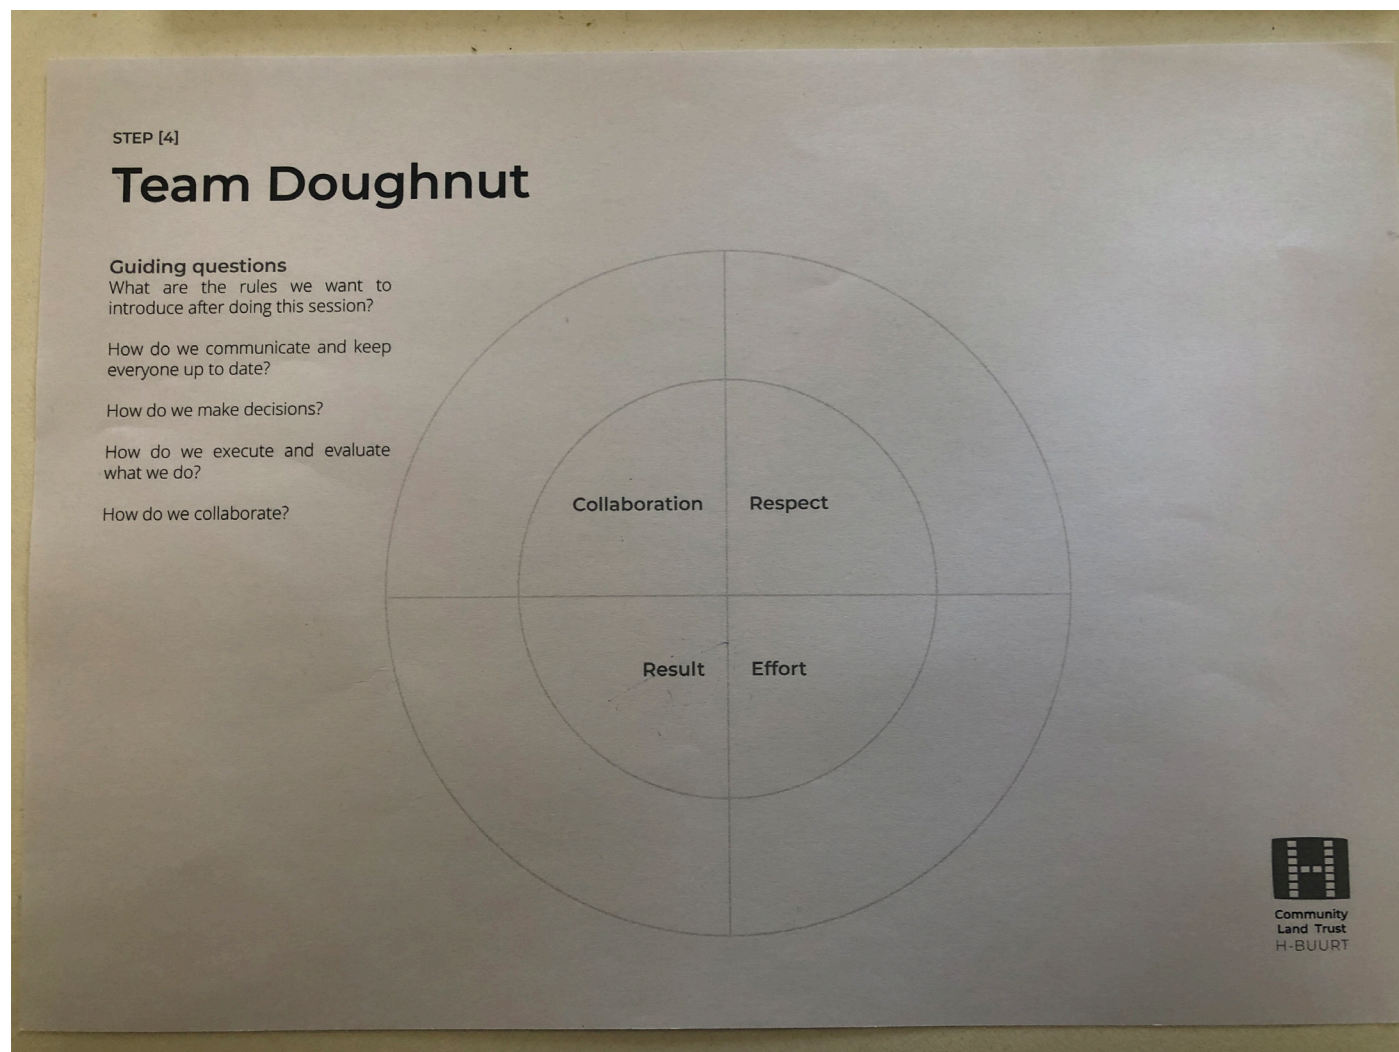 STEP [4]
Team Doughnut
Guiding questions
What are the rules we want to
introduce after doing this session?
How do we communicate and keep
everyone up to date?
How do we make decisions?
How do we execute and evaluate
what we do?
How do we collaborate?
Collaboration
Respect
Result
Effort
H
Community
Land Trust
H-BUURT